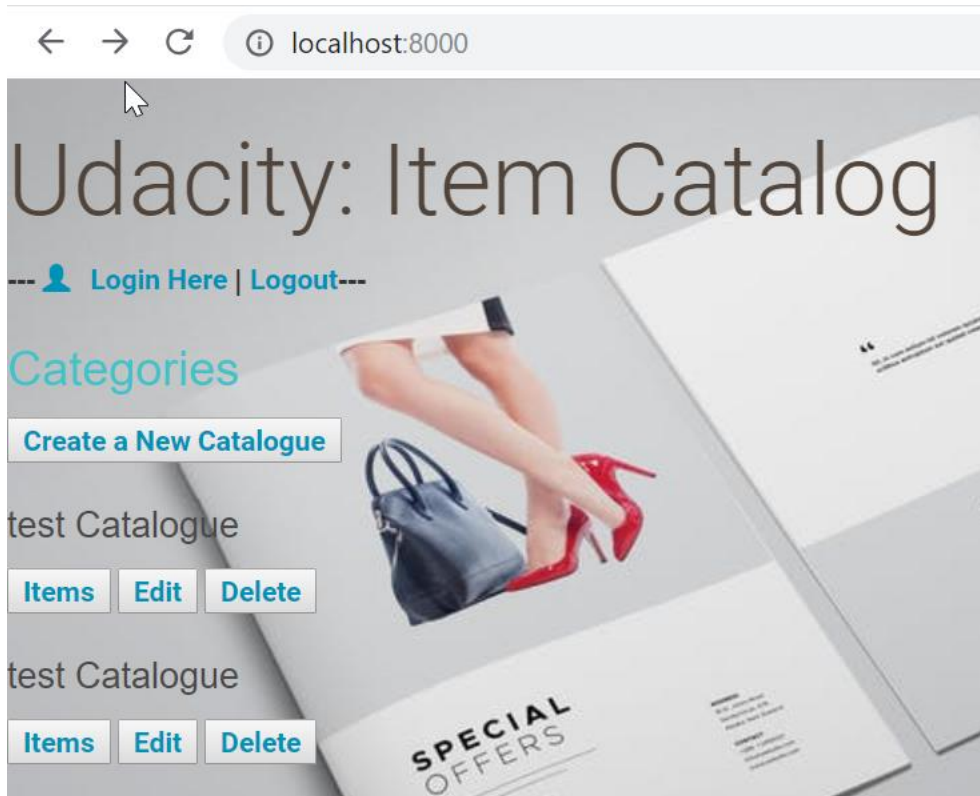 localhost:8000
Udacity: Item Catalog
--- Login Here | Logout---
Categories
Create a New Catalogue
test Catalogue
Items Edit Delete
test Catalogue
Items Edit Delete
SPECIAL
OFFERS